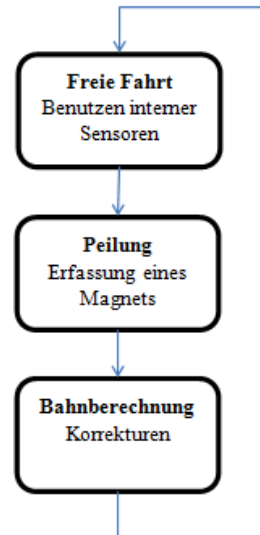 Freie Fahrt
Benutzen interner
Sensoren
Peilung
Erfassung eines
Magnets
Bahnberechnung
Korrekturen